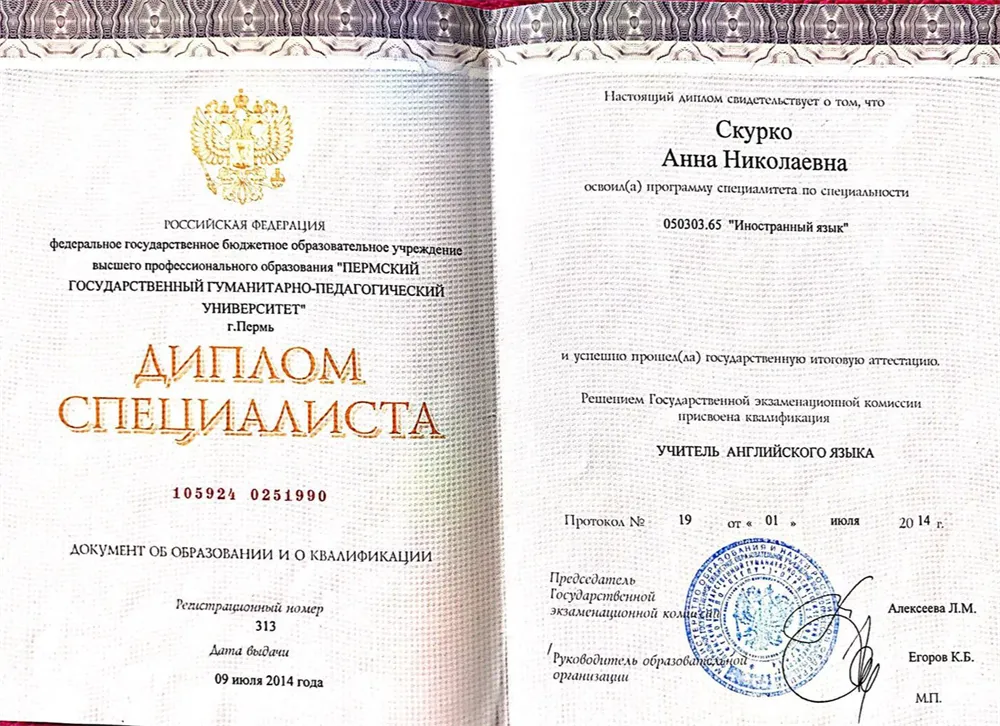 РОССИЙСКАЯ ФЕДЕРАЦИЯ
федеральное государственное бюджетное образовательное учреждение
высшего профессионального образования "ПЕРМСКИЙ
ГОСУДАРСТВЕННЫЙ ГУМАНИТАРНО-ПЕДАГОГИЧЕСКИЙ
УНИВЕРСИТЕТ"
г.Пермь
ДИПЛОМ
СПЕЦИАЛИСТА
105924 0251990
ДОКУМЕНТ ОБ ОБРАЗОВАНИИ И О КВАЛИФИКАЦИИ
Регистрационный номер
313
Дата выдачи
09 июля 2014 года
Настоящий диплом свидетельствует о том, что
Скурко
Анна Николаевна
освоил(а) программу специалитета по специальности
050303.65 "Иностранный язык"
и успешно прошел(ла) государственную итоговую аттестацию.
Решением Государственной экзаменационной комиссии
присвоена квалификация
УЧИТЕЛЬ АНГЛИЙСКОГО ЯЗЫКА
Протокол № 19 от « 01 » июля 20 14 г.
Председатель
Государственной
экзаменационной комиссии
Алексеева Л.М.
Руководитель образовательной
организации
Егоров К.Б.
М.П.